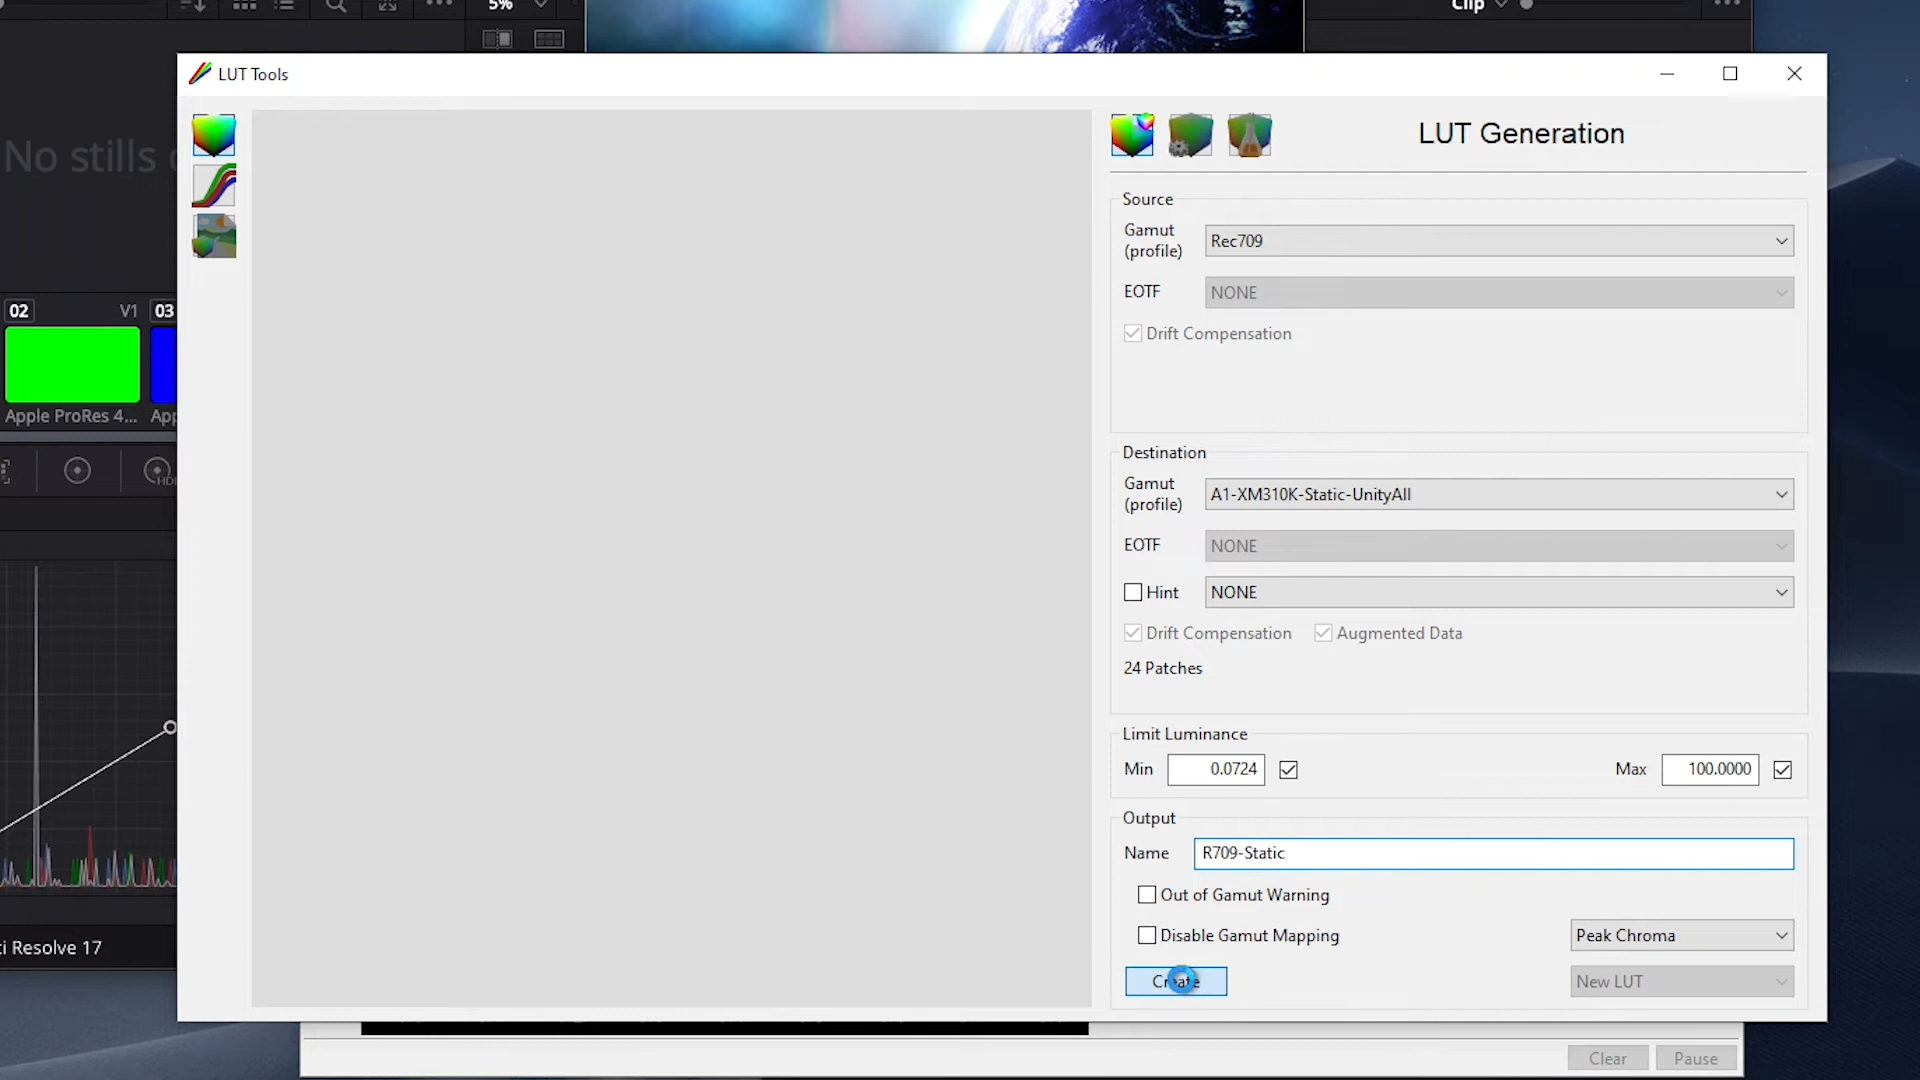 5%
Clip
LUT Tools
No stills
LUT Generation
Source
Gamut
(profile)
Rec709
EOTF
NONE
Drift Compensation
02
V1
03
Apple ProRes 4...
App
HDR
Destination
Gamut
(profile)
A1-XM310K-Static-UnityAll
EOTF
NONE
Hint
NONE
Drift Compensation
Augmented Data
24 Patches
Limit Luminance
Min
0.0724
Max
100.0000
Output
Name
R709-Static
Out of Gamut Warning
Disable Gamut Mapping
Peak Chroma
Create
New LUT
i Resolve 17
Clear
Pause